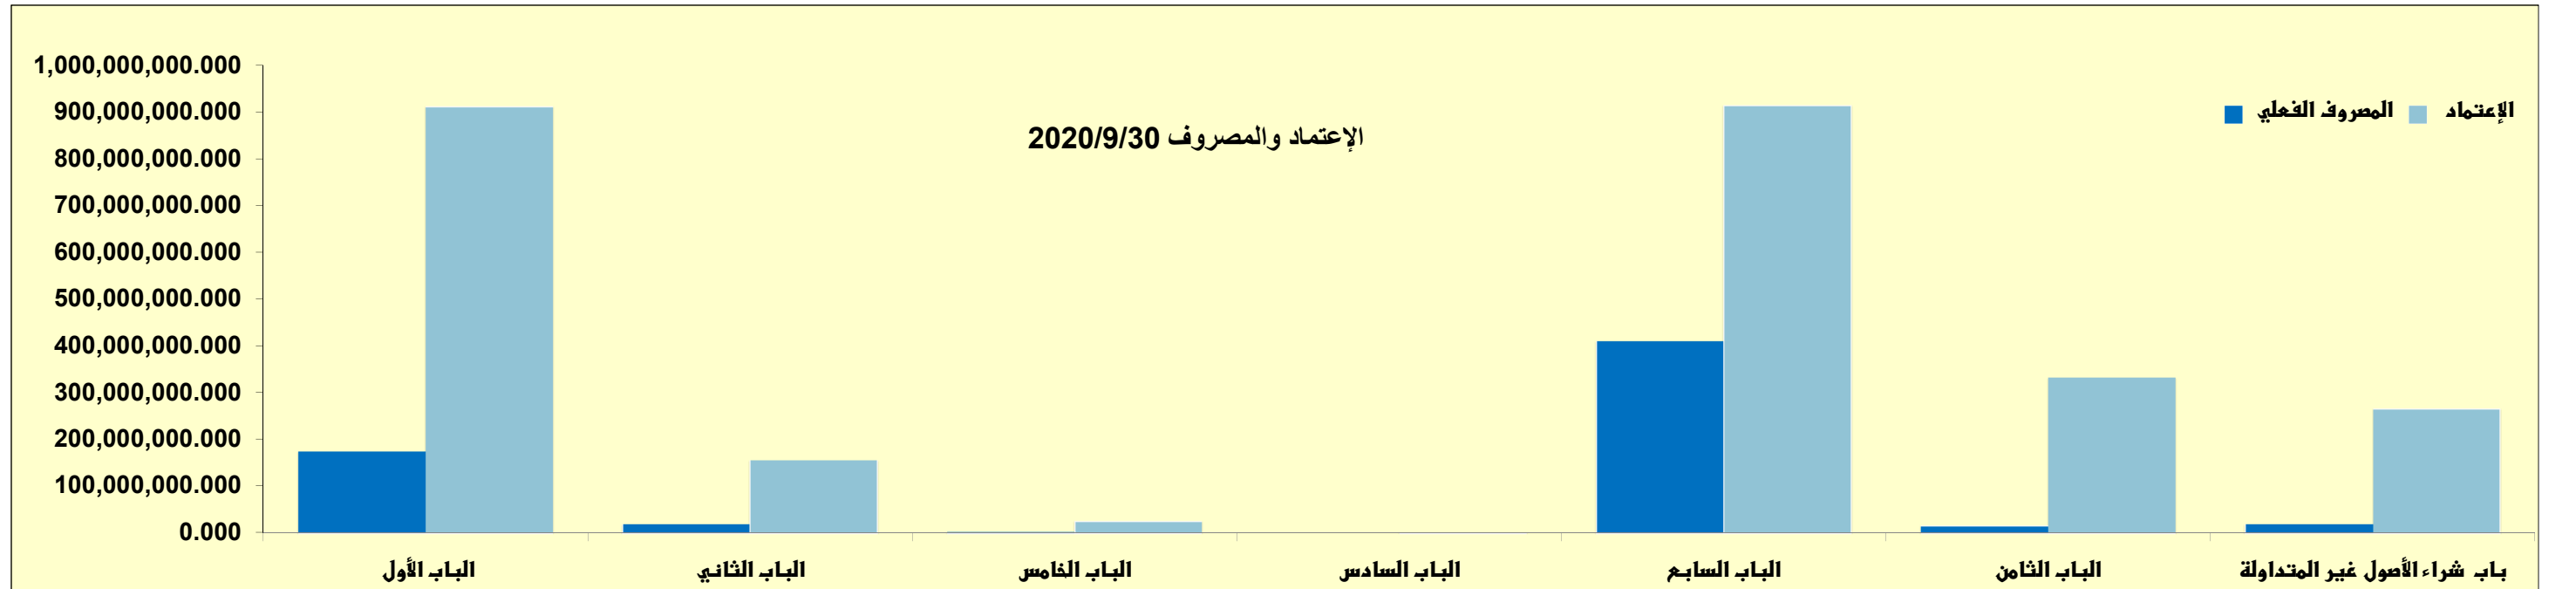 الإعتماد والمصروف 2020/9/30
المصروف الفعلي
الإعتماد
1,000,000,000.000
900,000,000.000
800,000,000.000
700,000,000.000
600,000,000.000
500,000,000.000
400,000,000.000
300,000,000.000
200,000,000.000
100,000,000.000
0.000
الباب الأول
الباب الثاني
الباب الخامس
الباب السادس
الباب السابع
الباب الثامن
باب شراء الأصول غير المتداولة